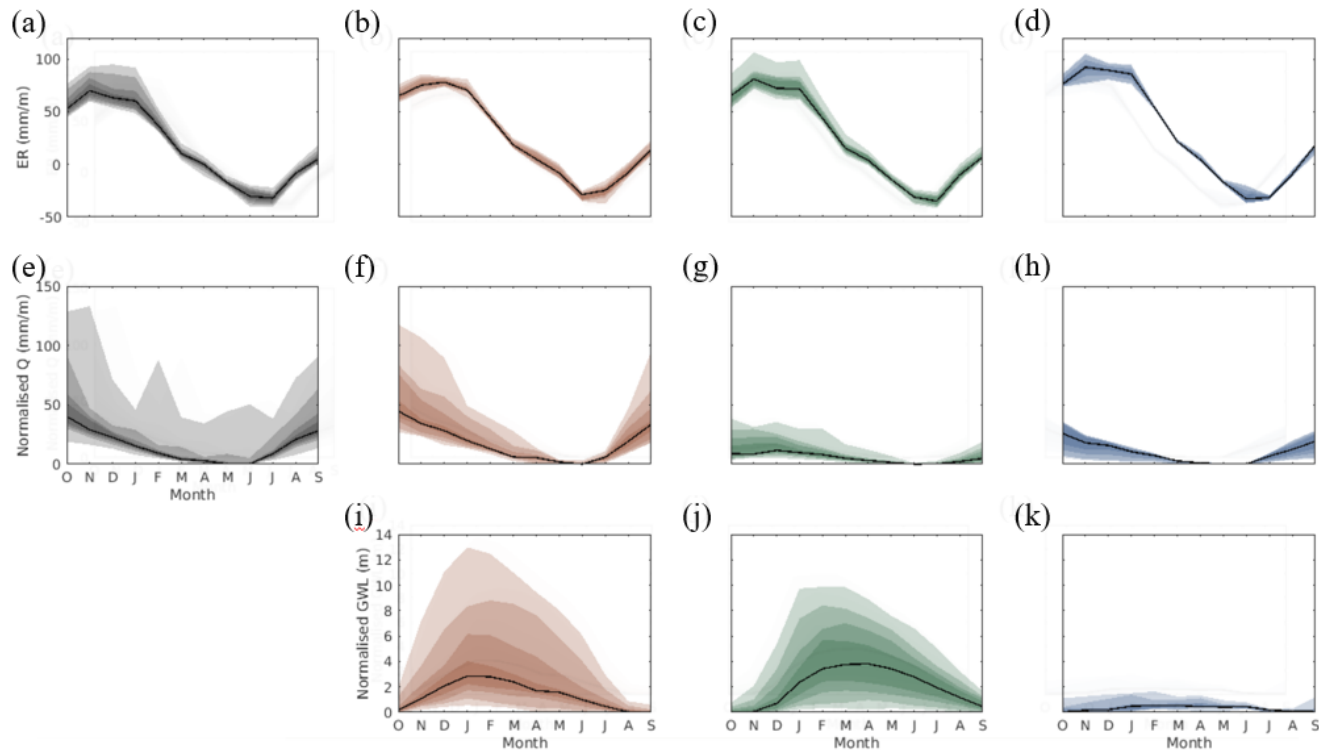 (a) (b) (c) (d)
100
50
0
-50
ER (mm/m)
(e) (f) (g) (h)
150
100
50
0
Normalised Q (mm/m)
O N D J F M A M J J A S
Month
(i) (j) (k)
14
12
10
8
6
4
2
0
Normalised GWL (m)
O N D J F M A M J J A S O N D J F M A M J J A S O N D J F M A M J J A S
Month Month Month